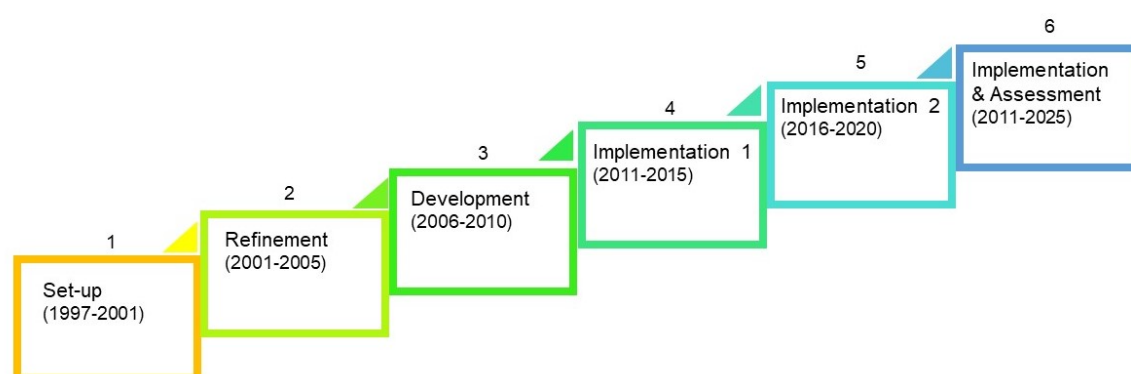 1
Set-up
(1997-2001)
2
Refinement
(2001-2005)
3
Development
(2006-2010)
4
Implementation 1
(2011-2015)
5
Implementation 2
(2016-2020)
6
Implementation
& Assessment
(2011-2025)